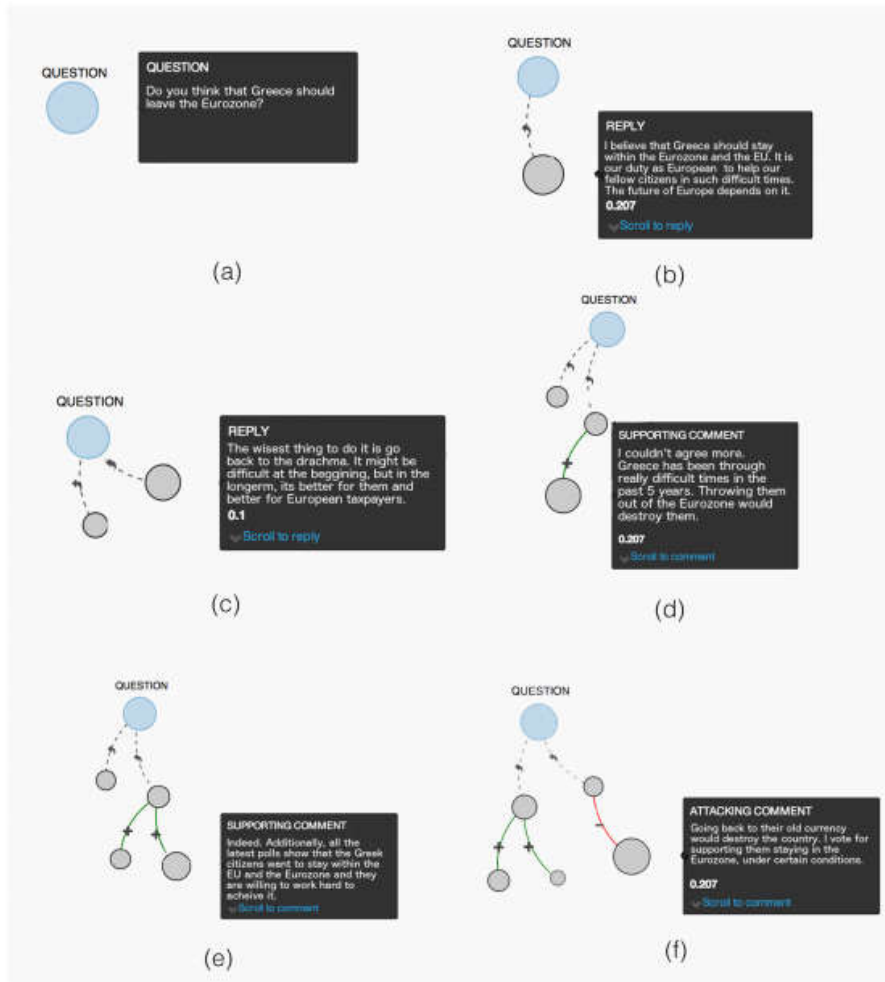 QUESTION
QUESTION
Do you think that Greece should
leave the Eurozone?
(a)
QUESTION
REPLY
I believe that Greece should stay
within the Eurozone and the EU. It is
our duty as European to help our
fellow citizens in such difficult times.
The future of Europe depends on it.
0.207
Scroll to reply
(b)
QUESTION
REPLY
The wisest thing to do it is go
back to the drachma. It might be
difficult at the beggining, but in the
longerm, its better for them and
better for European taxpayers.
0.1
Scroll to reply
(c)
QUESTION
SUPPORTING COMMENT
I couldn't agree more.
Greece has been through
really difficult times in the
past 5 years. Throwing them
out of the Eurozone would
destroy them.
0.207
Scroll to comment
(d)
QUESTION
SUPPORTING COMMENT
Indeed. Additionally, all the
latest polls show that the Greek
citizens want to stay within the
EU and the Eurozone and they
are willing to work hard to
acheive it.
Scroll to comment
(e)
QUESTION
ATTACKING COMMENT
Going back to their old currency
would destroy the country. I vote for
supporting them staying in the
Eurozone, under certain conditions.
0.207
Scroll to comment
(f)